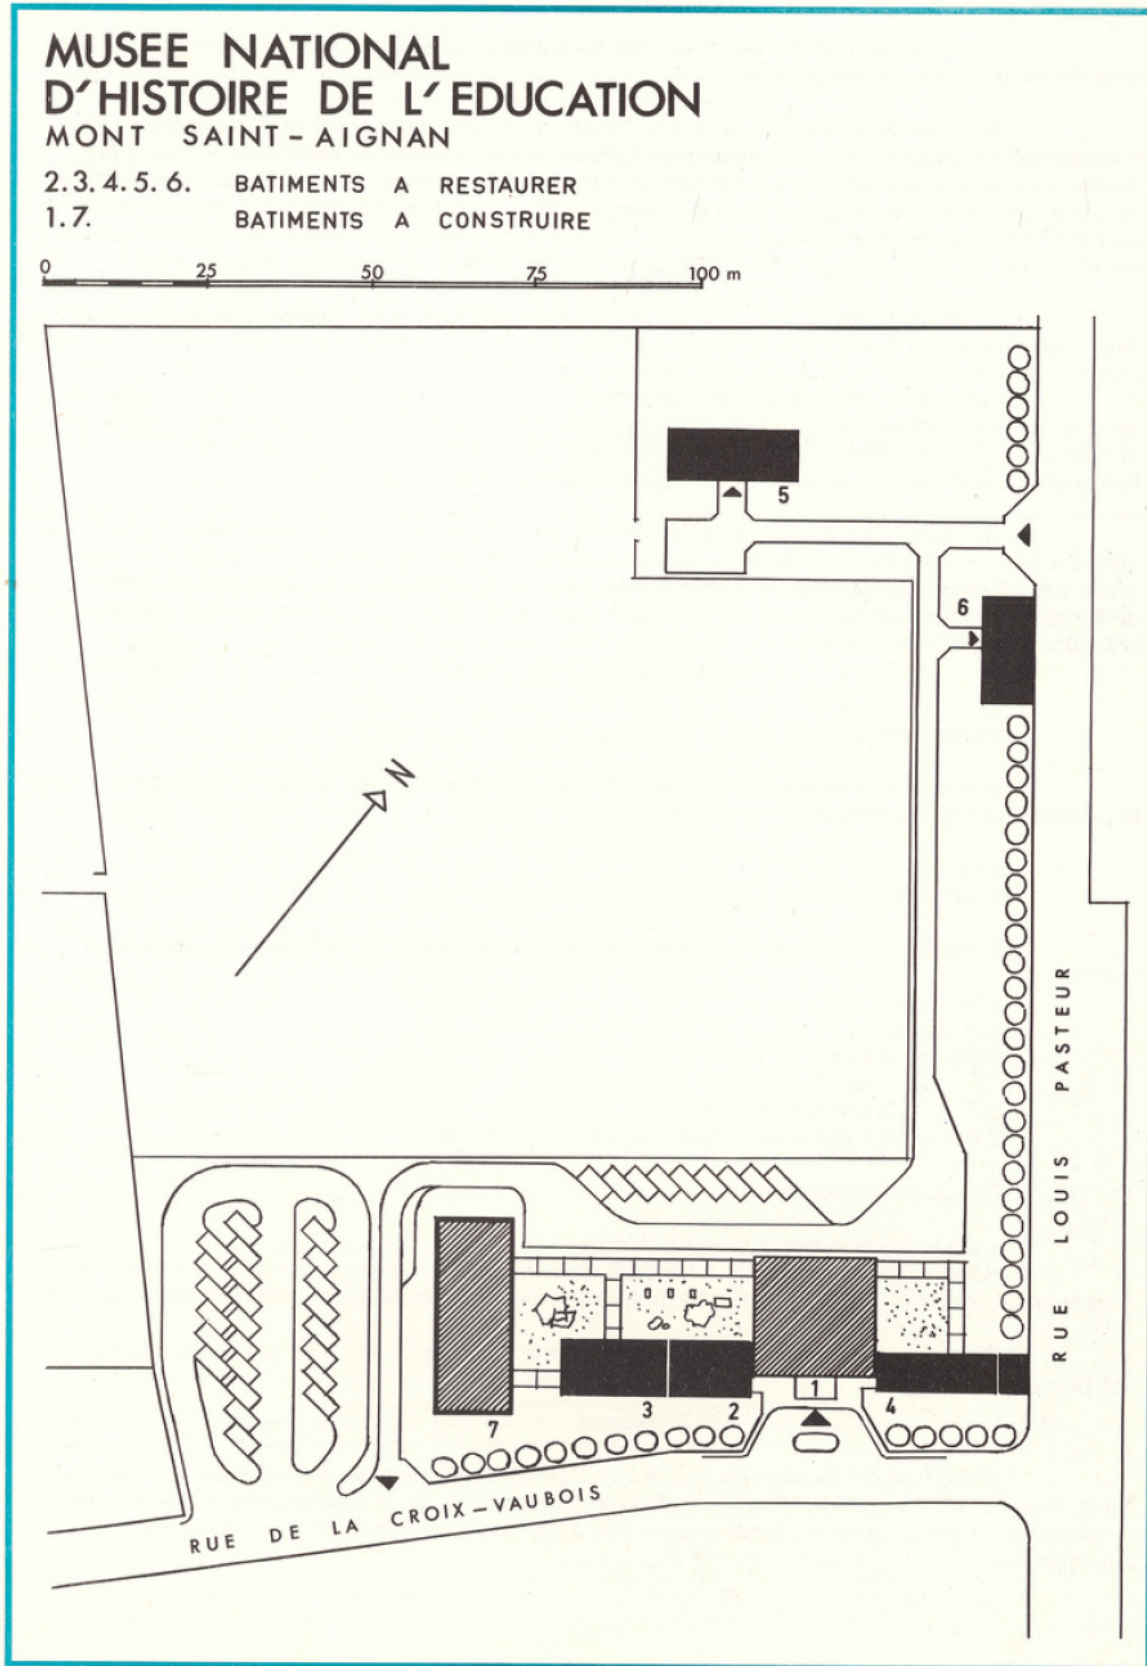 MUSEE NATIONAL
D'HISTOIRE DE L'EDUCATION
MONT SAINT-AIGNAN
2.3.4.5.6. BATIMENTS A RESTAURER
1.7. BATIMENTS A CONSTRUIRE
0 25 50 75 100 m
5
6
N
RUE LOUIS PASTEUR
1
7 3 2 4
RUE DE LA CROIX-VAUBOIS